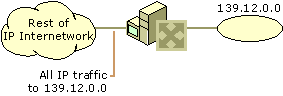 Rest of
IP Internetwork
139.12.0.0
All IP traffic
to 139.12.0.0